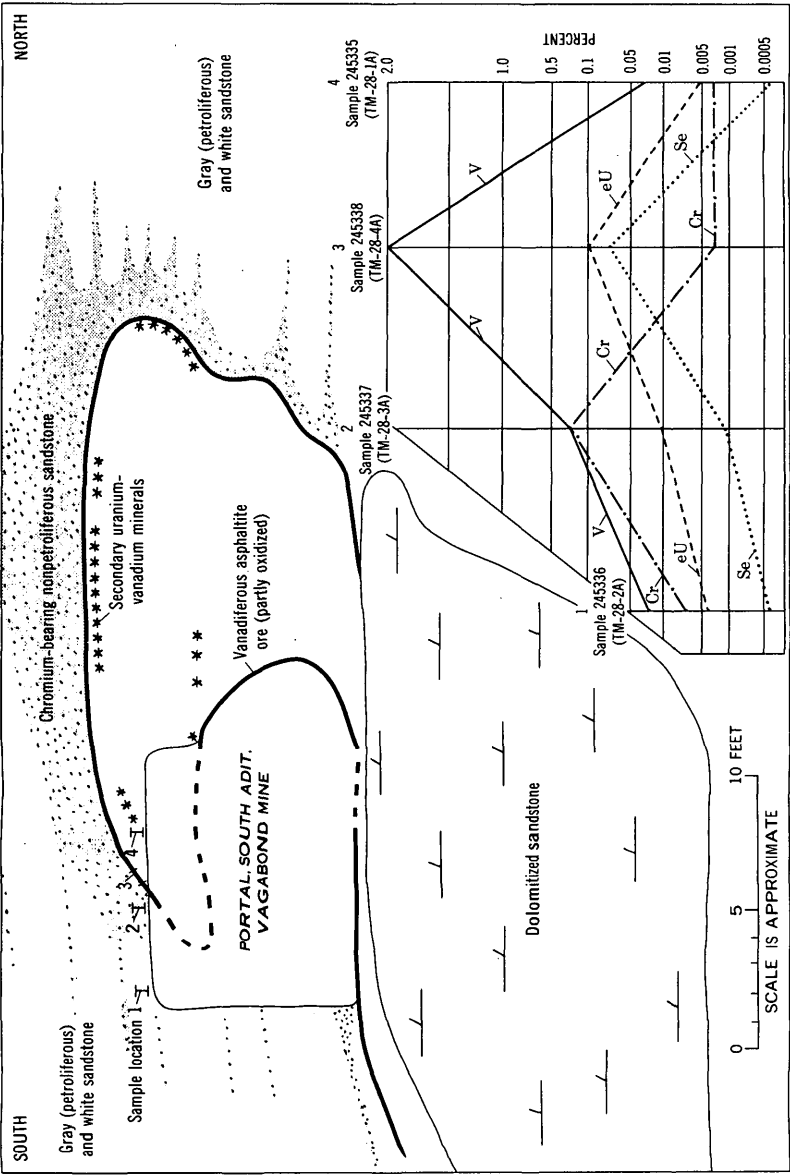 SOUTH
NORTH
Gray (petroliferous)
and white sandstone
Chromium-bearing nonpetroliferous sandstone
Gray (petroliferous)
and white sandstone
Sample location 1
2
3
4
Secondary uranium-
vanadium minerals
Vanadiferous asphaltite
ore (partly oxidized)
PORTAL, SOUTH ADIT,
VAGABOND MINE
Dolomitized sandstone
0
5
10 FEET
SCALE IS APPROXIMATE
1
Sample 245336
(TM-28-2A)
2
Sample 245337
(TM-28-3A)
3
Sample 245338
(TM-28-4A)
4
Sample 245335
(TM-28-1A)
2.0
1.0
0.5
0.1
0.05
0.01
0.005
0.001
0.0005
PERCENT
V
V
V
Cr
Cr
Cr
eU
eU
Se
Se